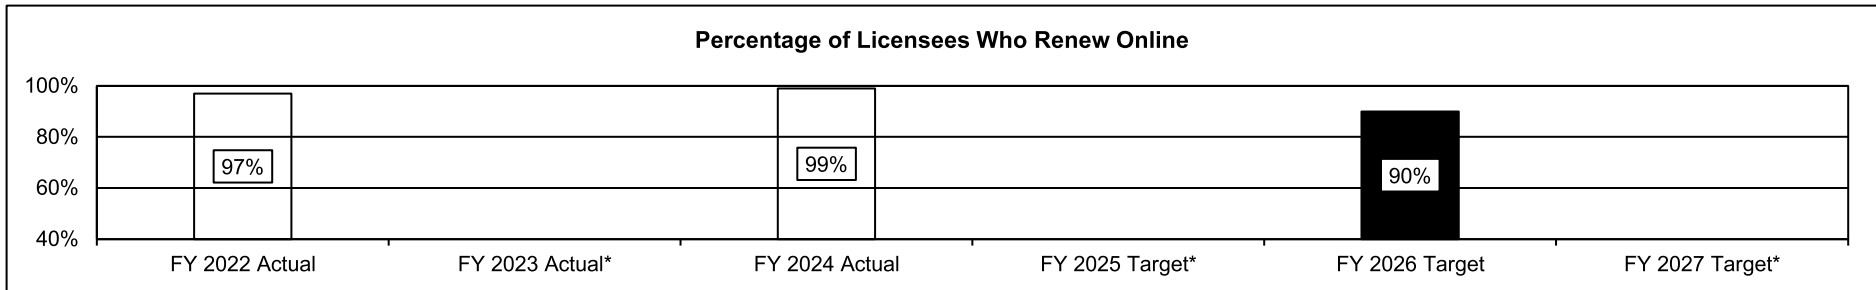 Percentage of Licensees Who Renew Online
100%
80%
60%
40%
97%
99%
90%
FY 2022 Actual
FY 2023 Actual*
FY 2024 Actual
FY 2025 Target*
FY 2026 Target
FY 2027 Target*